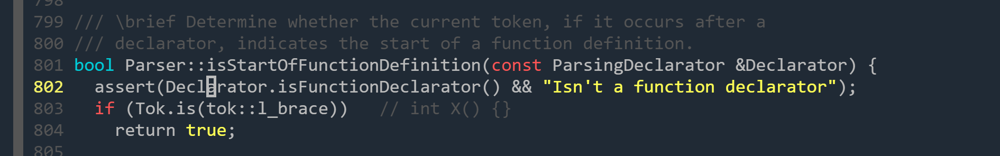 798
799 /// \brief Determine whether the current token, if it occurs after a
800 /// declarator, indicates the start of a function definition.
801 bool Parser::isStartOfFunctionDefinition(const ParsingDeclarator &Declarator) {
802   assert(Declarator.isFunctionDeclarator() && "Isn't a function declarator");
803   if (Tok.is(tok::l_brace))   // int X() {}
804     return true;
805